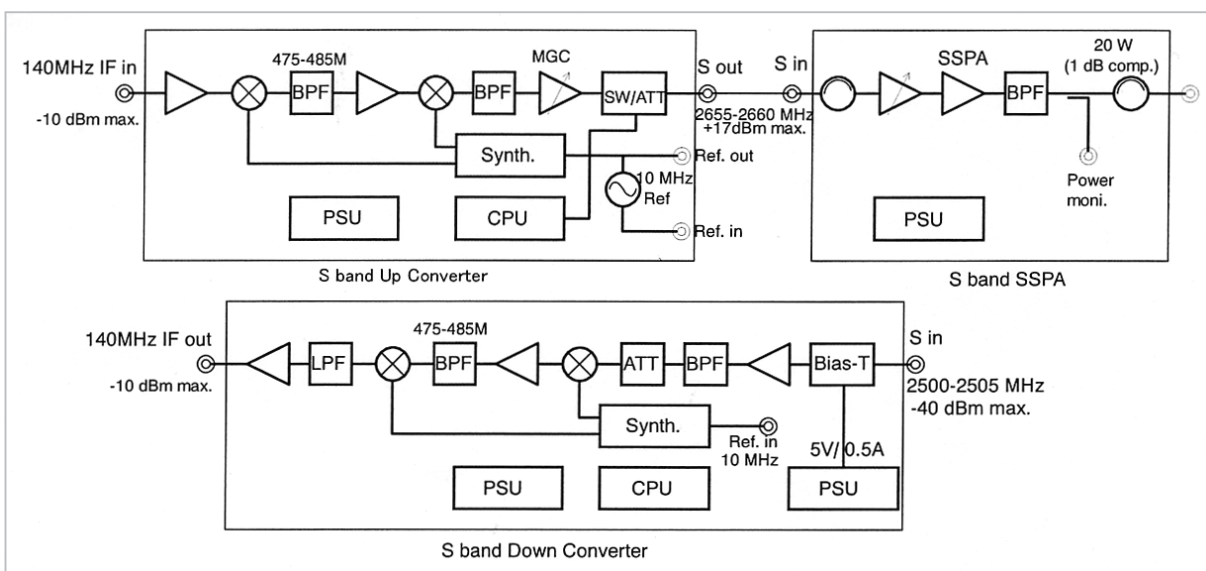 140MHz IF in
-10 dBm max.
475-485M
BPF
BPF
MGC
SW/ATT
Synth.
PSU
CPU
10 MHz
Ref
S out
2655-2660 MHz
+17dBm max.
Ref. out
Ref. in
S band Up Converter
S in
SSPA
BPF
20 W
(1 dB comp.)
Power
moni.
PSU
S band SSPA
140MHz IF out
-10 dBm max.
LPF
475-485M
BPF
ATT
BPF
Bias-T
S in
2500-2505 MHz
-40 dBm max.
Synth.
Ref. in
10 MHz
5V/ 0.5A
PSU
CPU
PSU
S band Down Converter